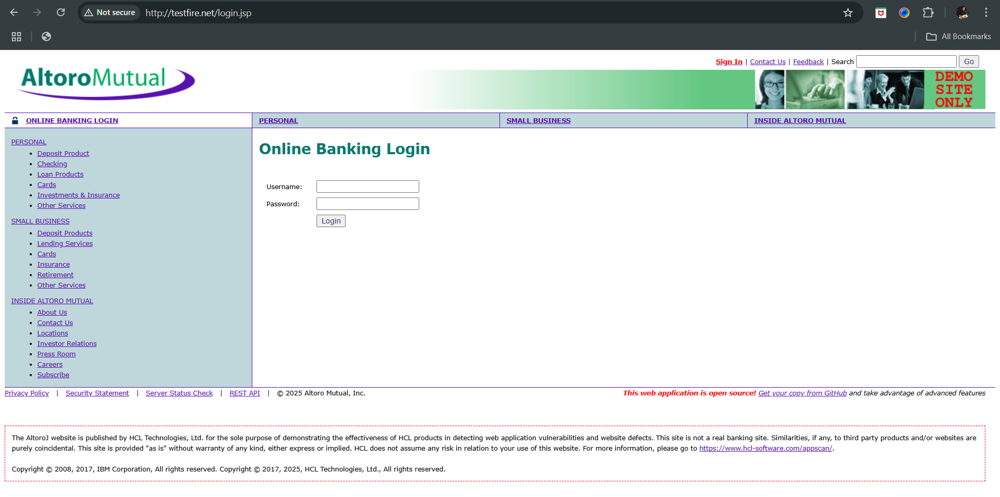 Not secure http://testfire.net/login.jsp
All Bookmarks
Sign In | Contact Us | Feedback | Search Go
AltoroMutual
DEMO
SITE
ONLY
ONLINE BANKING LOGIN PERSONAL SMALL BUSINESS INSIDE ALTORO MUTUAL
PERSONAL
• Deposit Product
• Checking
• Loan Products
• Cards
• Investments & Insurance
• Other Services
SMALL BUSINESS
• Deposit Products
• Lending Services
• Cards
• Insurance
• Retirement
• Other Services
INSIDE ALTORO MUTUAL
• About Us
• Contact Us
• Locations
• Investor Relations
• Press Room
• Careers
• Subscribe
Online Banking Login
Username:
Password:
Login
Privacy Policy | Security Statement | Server Status Check | REST API | © 2025 Altoro Mutual, Inc.
This web application is open source! Get your copy from GitHub and take advantage of advanced features
The AltoroJ website is published by HCL Technologies, Ltd. for the sole purpose of demonstrating the effectiveness of HCL products in detecting web application vulnerabilities and website defects. This site is not a real banking site. Similarities, if any, to third party products and/or websites are
purely coincidental. This site is provided "as is" without warranty of any kind, either express or implied. HCL does not assume any risk in relation to your use of this website. For more information, please go to https://www.hcl-software.com/appscan/.
Copyright © 2008, 2017, IBM Corporation, All rights reserved. Copyright © 2017, 2025, HCL Technologies, Ltd., All rights reserved.